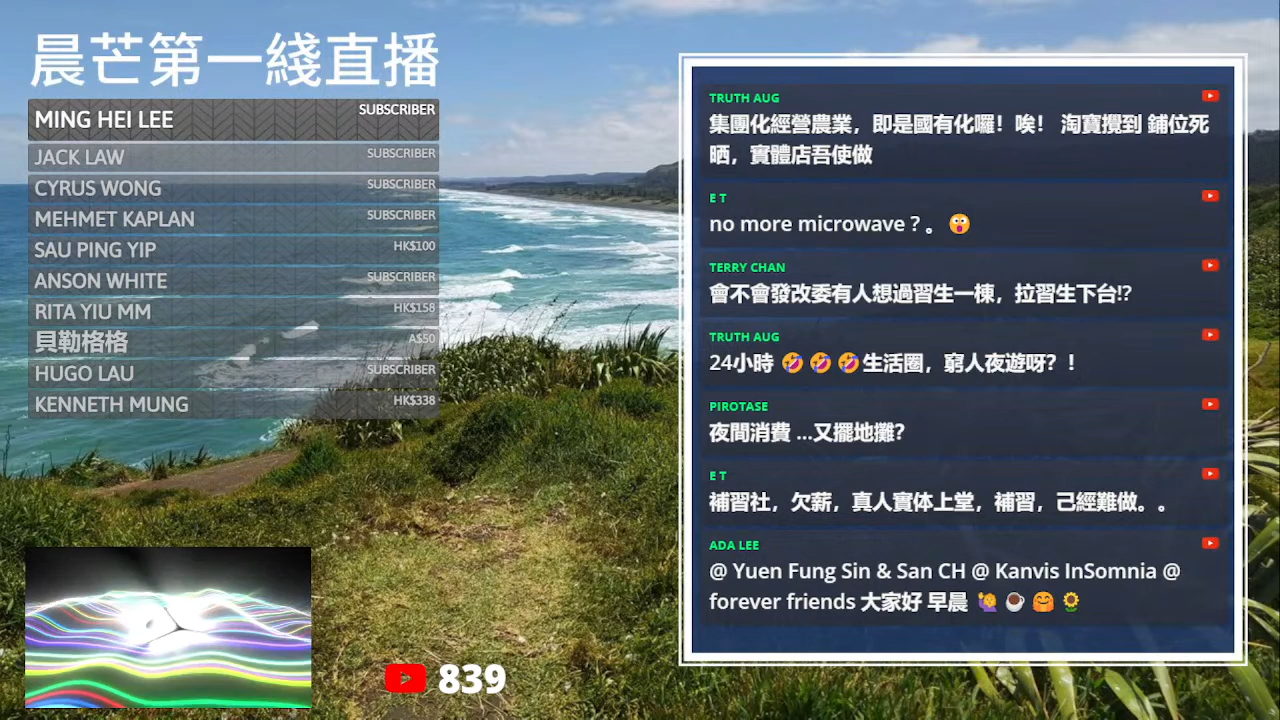 晨芒第一綫直播
MING HEI LEE SUBSCRIBER
JACK LAW SUBSCRIBER
CYRUS WONG SUBSCRIBER
MEHMET KAPLAN SUBSCRIBER
SAU PING YIP HK$100
ANSON WHITE SUBSCRIBER
RITA YIU MM HK$158
貝勒格格 A$50
HUGO LAU SUBSCRIBER
KENNETH MUNG HK$338
839
TRUTH AUG
集團化經營農業，即是國有化囉！唉！ 淘寶攪到 鋪位死
晒，實體店吾使做
E T
no more microwave ? 。 😲
TERRY CHAN
會不會發改委有人想過習生一棟，拉習生下台!?
TRUTH AUG
24小時 🤣 🤣 🤣 生活圈，窮人夜遊呀？！
PIROTASE
夜間消費 ...又擺地攤?
E T
補習社，欠薪，真人實体上堂，補習，己經難做。。
ADA LEE
@ Yuen Fung Sin & San CH @ Kanvis InSomnia @
forever friends 大家好 早晨 🙋 ☕ 🤗 🌻